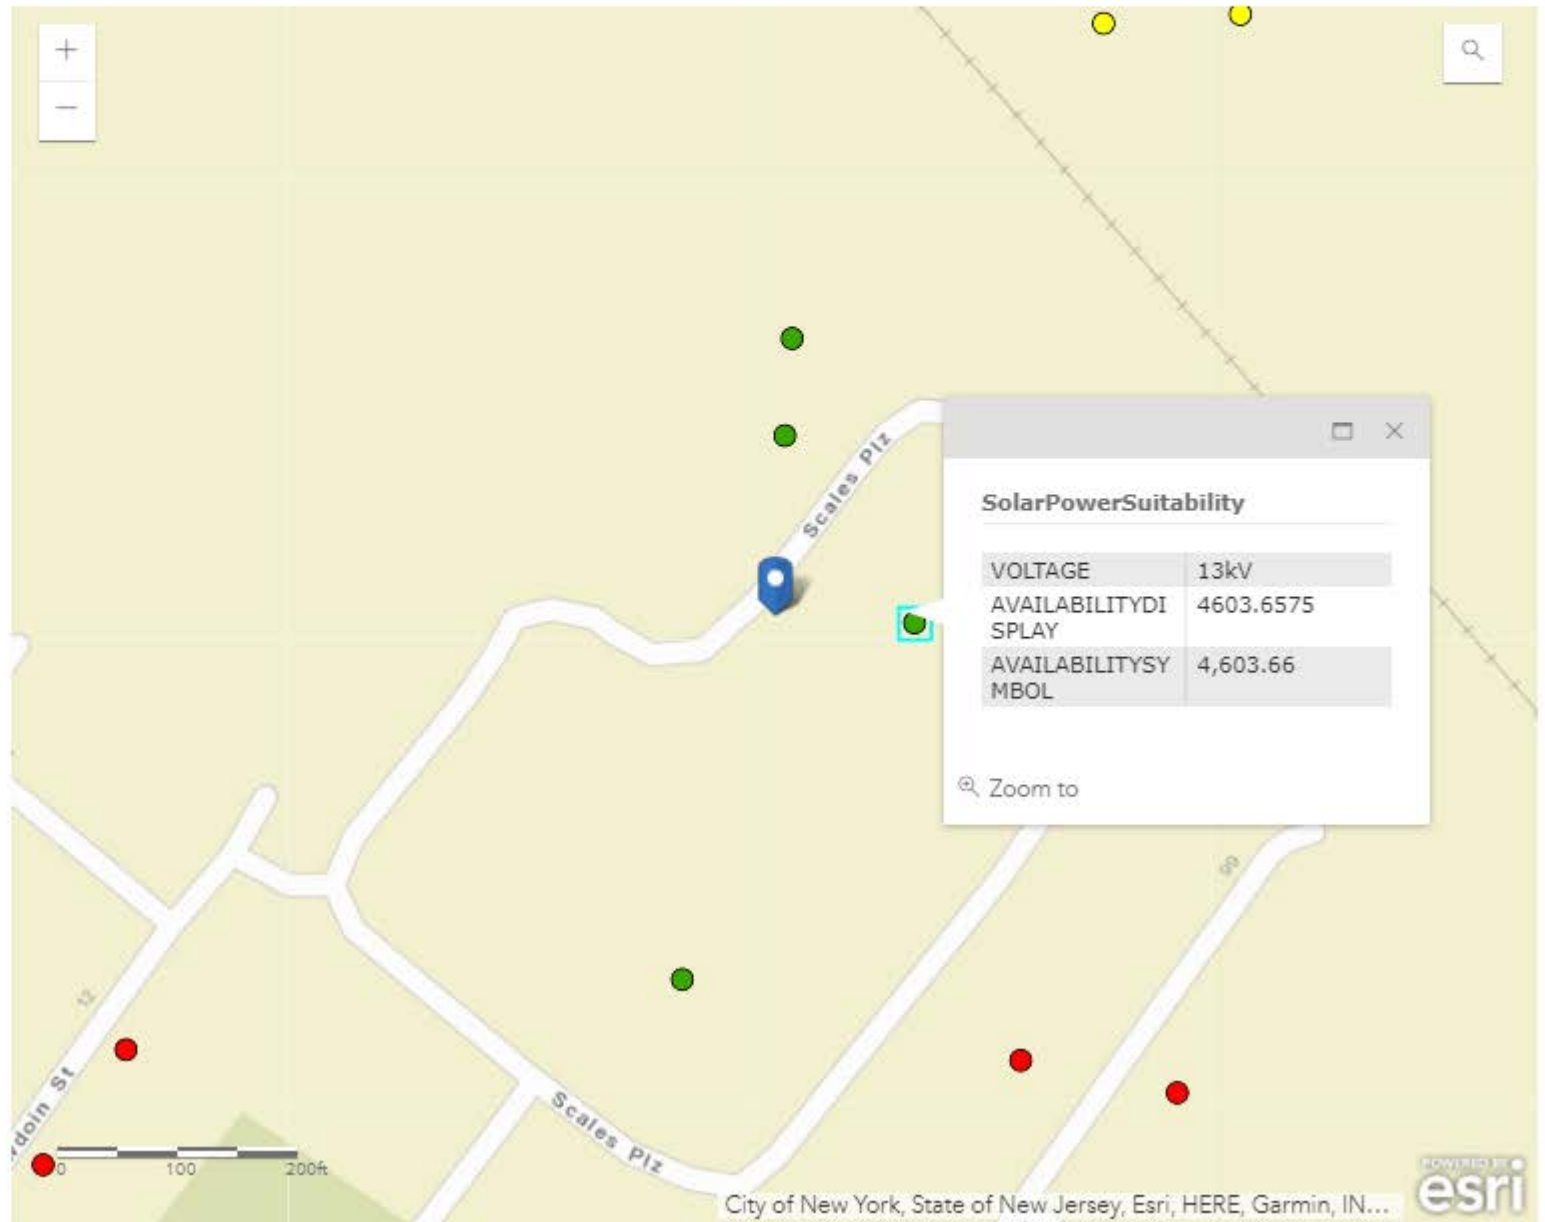 +
−
Scales Plz
SolarPowerSuitability
VOLTAGE 13kV
AVAILABILITYDI 4603.6575
SPLAY
AVAILABILITYSY 4,603.66
MBOL
Zoom to
99
12
doin St
Scales Plz
0 100 200ft
City of New York, State of New Jersey, Esri, HERE, Garmin, IN...
POWERED BY
esri